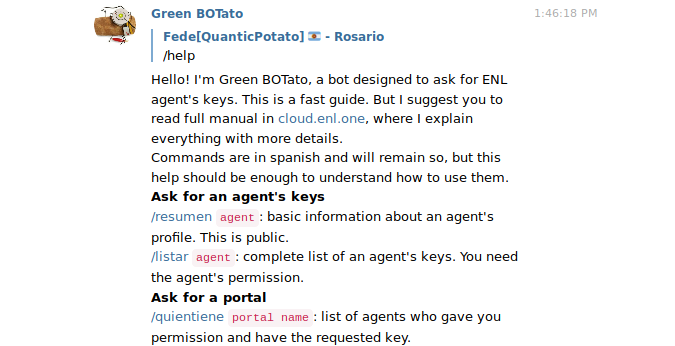 Green BOTato 1:46:18 PM
Fede[QuanticPotato] 🇦🇷 - Rosario
/help
Hello! I'm Green BOTato, a bot designed to ask for ENL
agent's keys. This is a fast guide. But I suggest you to
read full manual in cloud.enl.one, where I explain
everything with more details.
Commands are in spanish and will remain so, but this
help should be enough to understand how to use them.
Ask for an agent's keys
/resumen agent: basic information about an agent's
profile. This is public.
/listar agent: complete list of an agent's keys. You need
the agent's permission.
Ask for a portal
/quientiene portal name: list of agents who gave you
permission and have the requested key.